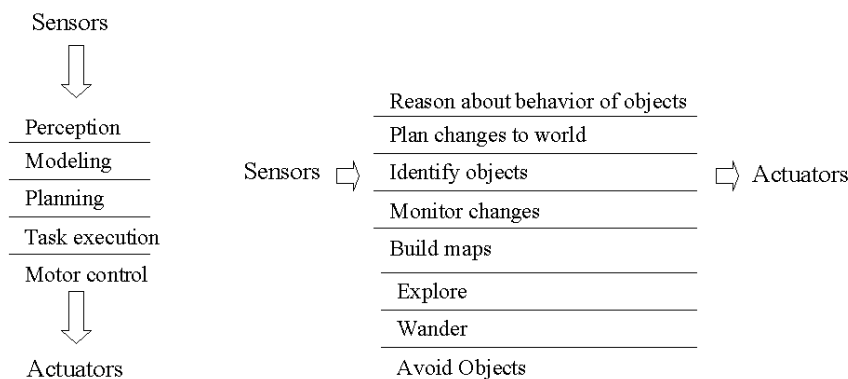 Sensors
Perception
Modeling
Planning
Task execution
Motor control
Actuators
Sensors
Reason about behavior of objects
Plan changes to world
Identify objects
Monitor changes
Build maps
Explore
Wander
Avoid Objects
Actuators